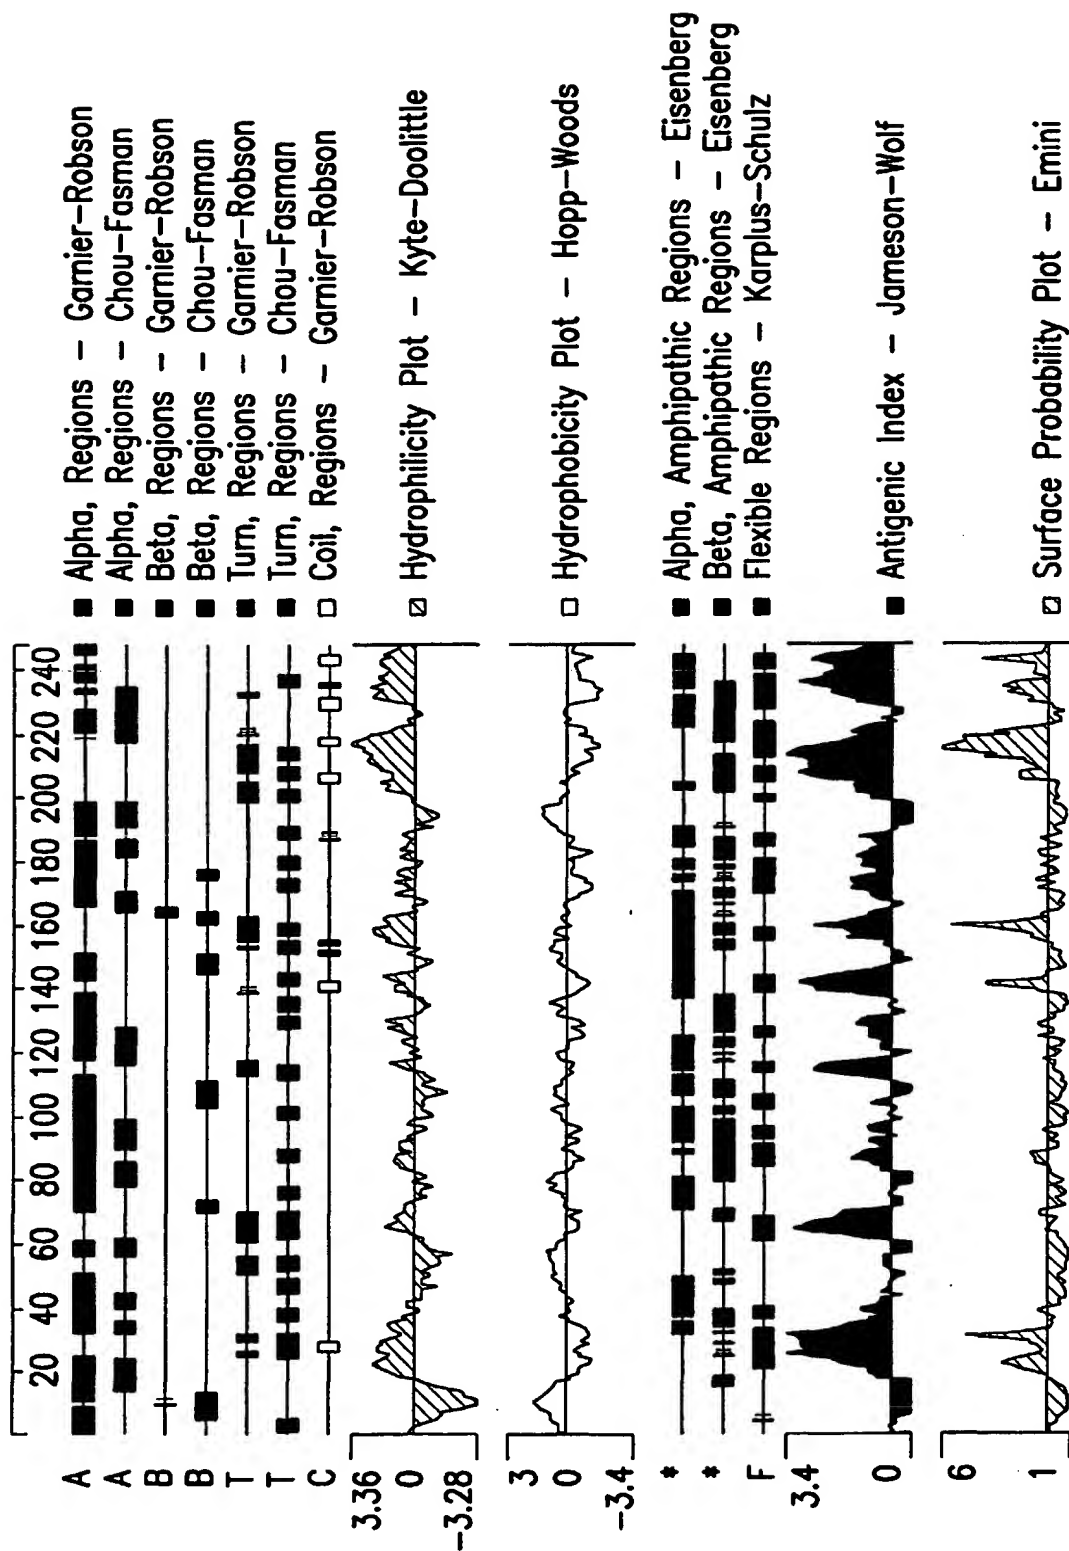 20 40 60 80 100 120 140 160 180 200 220 240
A ■ Alpha, Regions – Garnier–Robson
A ■ Alpha, Regions – Chou–Fasman
B ■ Beta, Regions – Garnier–Robson
B ■ Beta, Regions – Chou–Fasman
T ■ Turn, Regions – Garnier–Robson
T ■ Turn, Regions – Chou–Fasman
C □ Coil, Regions – Garnier–Robson
3.36
0 Hydrophilicity Plot – Kyte–Doolittle
–3.28
3
0 □ Hydrophobicity Plot – Hopp–Woods
–3.4
* ■ Alpha, Amphipathic Regions – Eisenberg
* ■ Beta, Amphipathic Regions – Eisenberg
F ■ Flexible Regions – Karplus–Schulz
3.4
0 ■ Antigenic Index – Jameson–Wolf
6
1 Surface Probability Plot – Emini